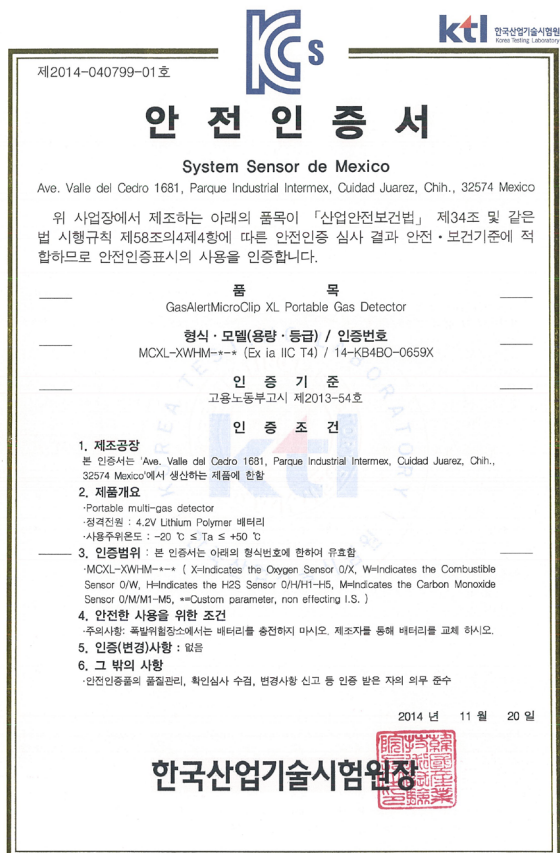 ktl 한국산업기술시험원
Korea Testing Laboratory
KCs
제2014-040799-01호
안 전 인 증 서
System Sensor de Mexico
Ave. Valle del Cedro 1681, Parque Industrial Intermex, Cuidad Juarez, Chih., 32574 Mexico
위 사업장에서 제조하는 아래의 품목이 「산업안전보건법」 제34조 및 같은
법 시행규칙 제58조의4제4항에 따른 안전인증 심사 결과 안전・보건기준에 적
합하므로 안전인증표시의 사용을 인증합니다.
품 목
GasAlertMicroClip XL Portable Gas Detector
형식・모델(용량・등급) / 인증번호
MCXL-XWHM-*-* (Ex ia IIC T4) / 14-KB4BO-0659X
인 증 기 준
고용노동부고시 제2013-54호
인 증 조 건
1. 제조공장
본 인증서는 'Ave. Valle del Cedro 1681, Parque Industrial Intermex, Cuidad Juarez, Chih.,
32574 Mexico'에서 생산하는 제품에 한함
2. 제품개요
·Portable multi-gas detector
·정격전원 : 4.2V Lithium Polymer 배터리
·사용주위온도 : -20 ℃ ≤ Ta ≤ +50 ℃
3. 인증범위 : 본 인증서는 아래의 형식번호에 한하여 유효함
·MCXL-XWHM-*-* ( X=Indicates the Oxygen Sensor 0/X, W=Indicates the Combustible
Sensor 0/W, H=Indicates the H2S Sensor 0/H/H1-H5, M=Indicates the Carbon Monoxide
Sensor 0/M/M1-M5, *=Custom parameter, non effecting I.S. )
4. 안전한 사용을 위한 조건
·주의사항: 폭발위험장소에서는 배터리를 충전하지 마시오. 제조자를 통해 배터리를 교체 하시오.
5. 인증(변경)사항 : 없음
6. 그 밖의 사항
·안전인증품의 품질관리, 확인심사 수검, 변경사항 신고 등 인증 받은 자의 의무 준수
2014 년 11 월 20 일
한국산업기술시험원장